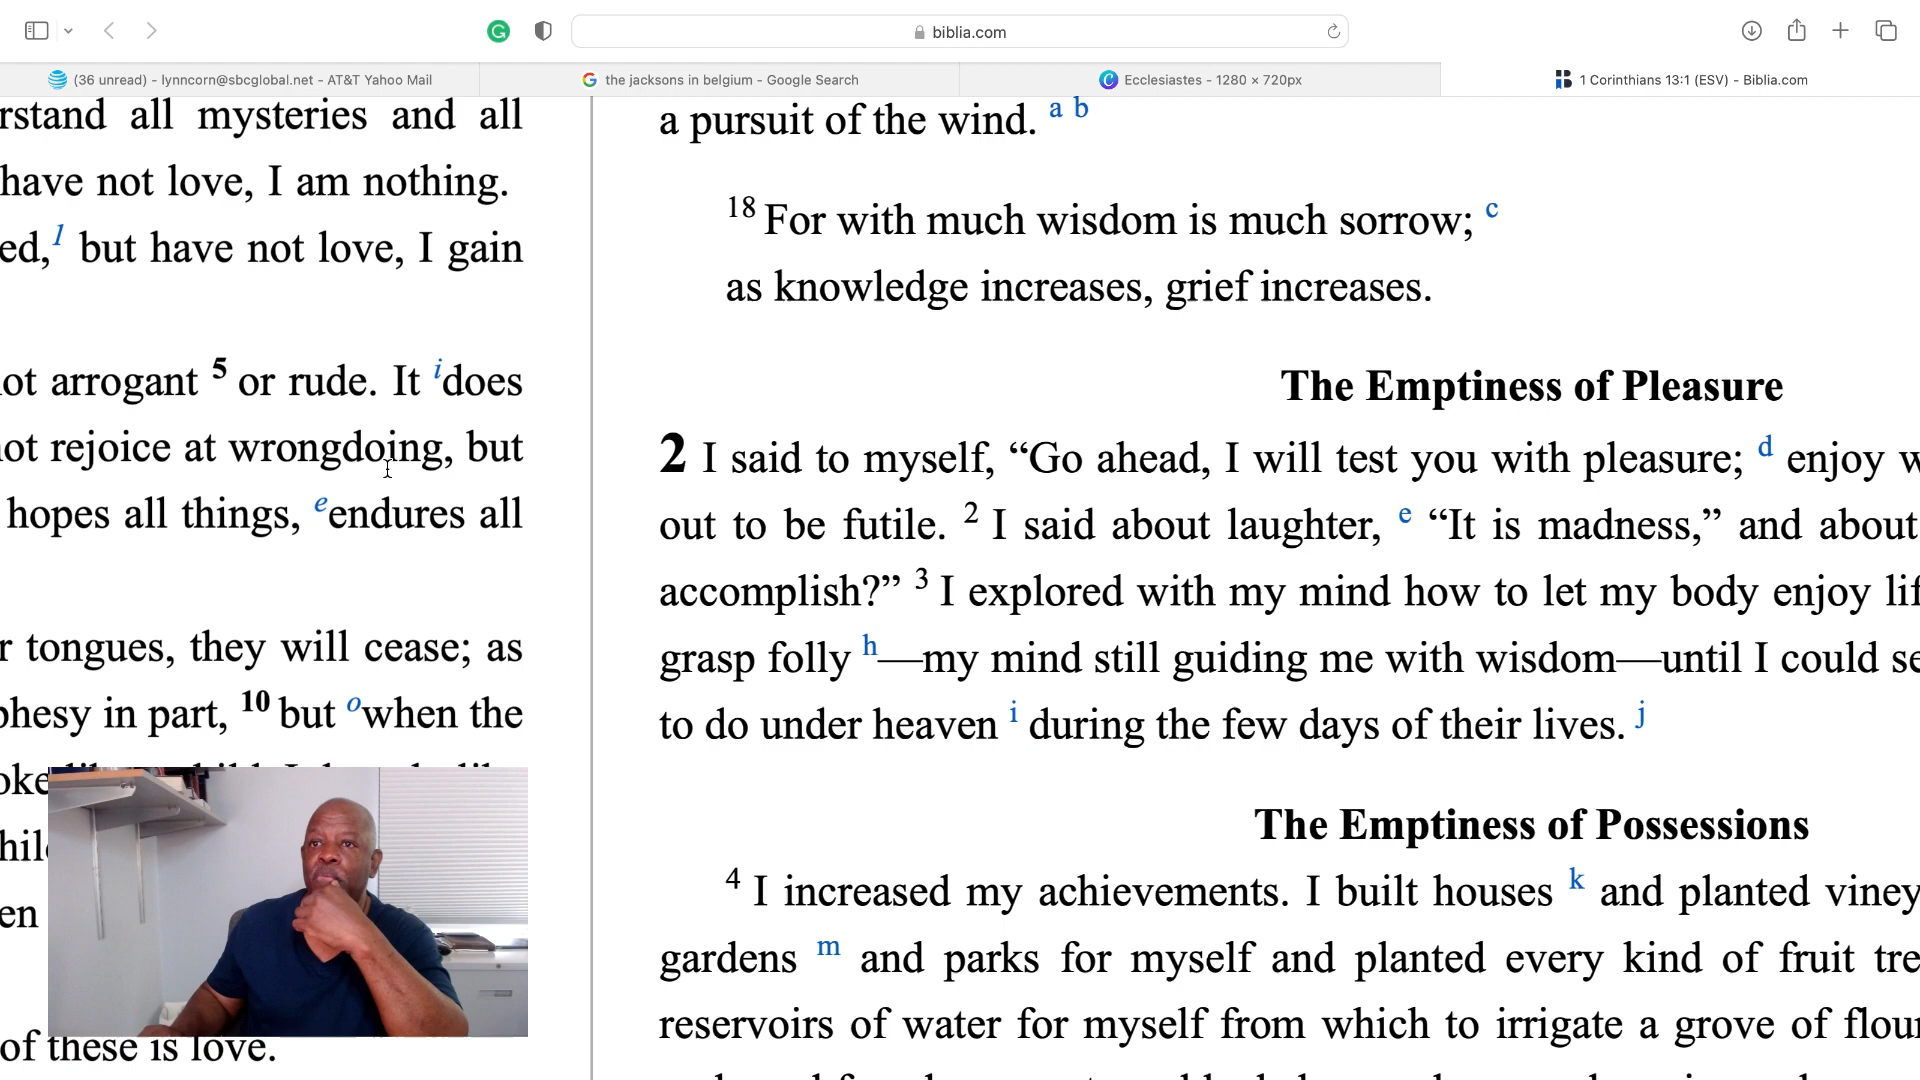 biblia.com
(36 unread) - lynncorn@sbcglobal.net - AT&T Yahoo Mail
the jacksons in belgium - Google Search
Ecclesiastes - 1280 × 720px
1 Corinthians 13:1 (ESV) - Biblia.com
rstand all mysteries and all
have not love, I am nothing.
ed, 1 but have not love, I gain
ot arrogant 5 or rude. It i does
not rejoice at wrongdoing, but
hopes all things, e endures all
r tongues, they will cease; as
phesy in part, 10 but o when the
of these is love.
a pursuit of the wind. a b
18 For with much wisdom is much sorrow; c
as knowledge increases, grief increases.
The Emptiness of Pleasure
2 I said to myself, “Go ahead, I will test you with pleasure; d enjoy w
out to be futile. 2 I said about laughter, e “It is madness,” and about
accomplish?” 3 I explored with my mind how to let my body enjoy lif
grasp folly h—my mind still guiding me with wisdom—until I could se
to do under heaven i during the few days of their lives. j
The Emptiness of Possessions
4 I increased my achievements. I built houses k and planted viney
gardens m and parks for myself and planted every kind of fruit tre
reservoirs of water for myself from which to irrigate a grove of flour